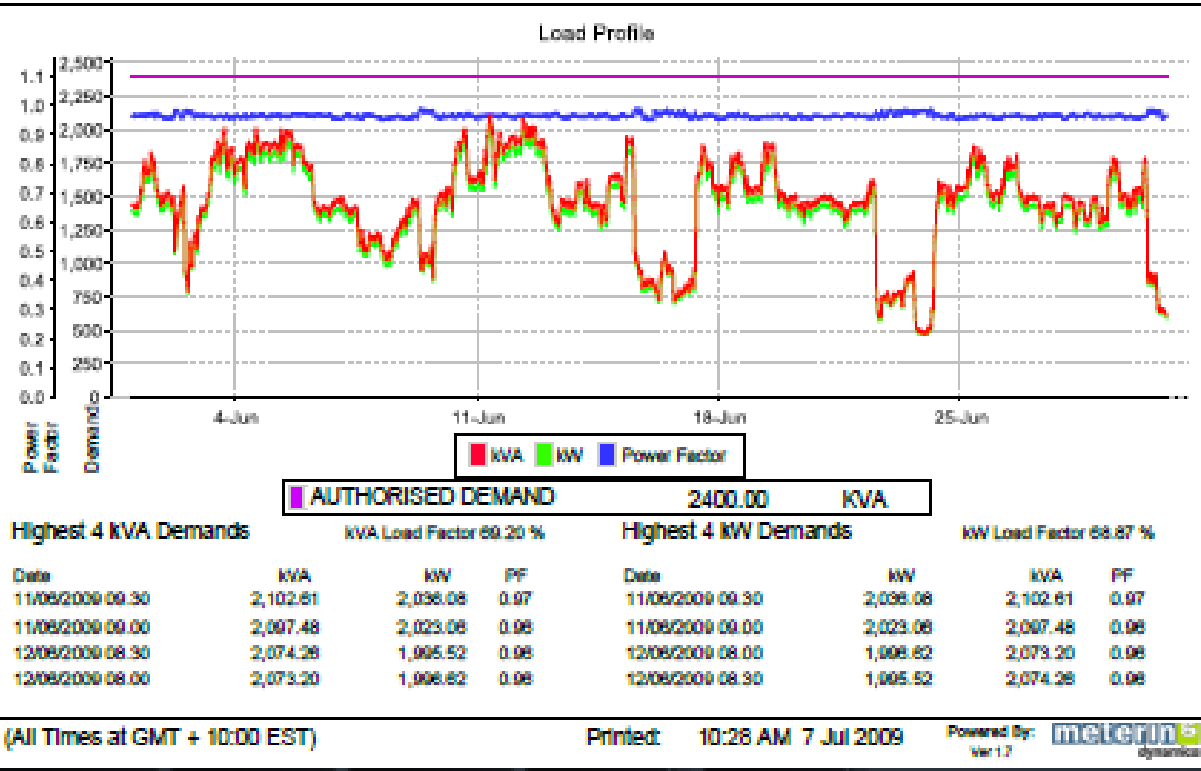 Load Profile
1.1 2,500
1.0 2,250
0.9 2,000
0.8 1,750
0.7 1,500
0.6 1,250
0.5 1,000
0.4 750
0.3 500
0.2 250
0.1
0.0 0
4-Jun 11-Jun 18-Jun 25-Jun
Power Factor
Demand
kVA kW Power Factor
AUTHORISED DEMAND 2400.00 KVA
Highest 4 kVA Demands kVA Load Factor 69.20 % Highest 4 kW Demands kW Load Factor 68.67 %
Date kVA kW PF Date kW kVA PF
11/06/2009 09.30 2,102.61 2,036.08 0.97 11/06/2009 09.30 2,036.08 2,102.61 0.97
11/06/2009 09.00 2,097.48 2,023.06 0.96 11/06/2009 09.00 2,023.06 2,097.48 0.96
12/06/2009 08.30 2,074.26 1,995.52 0.96 12/06/2009 08.00 1,996.62 2,073.20 0.96
12/06/2009 08.00 2,073.20 1,996.62 0.96 12/06/2009 08.30 1,995.52 2,074.26 0.96
(All Times at GMT + 10:00 EST) Printed: 10:28 AM 7 Jul 2009 Powered By: metering
Ver 1.7 dynamics